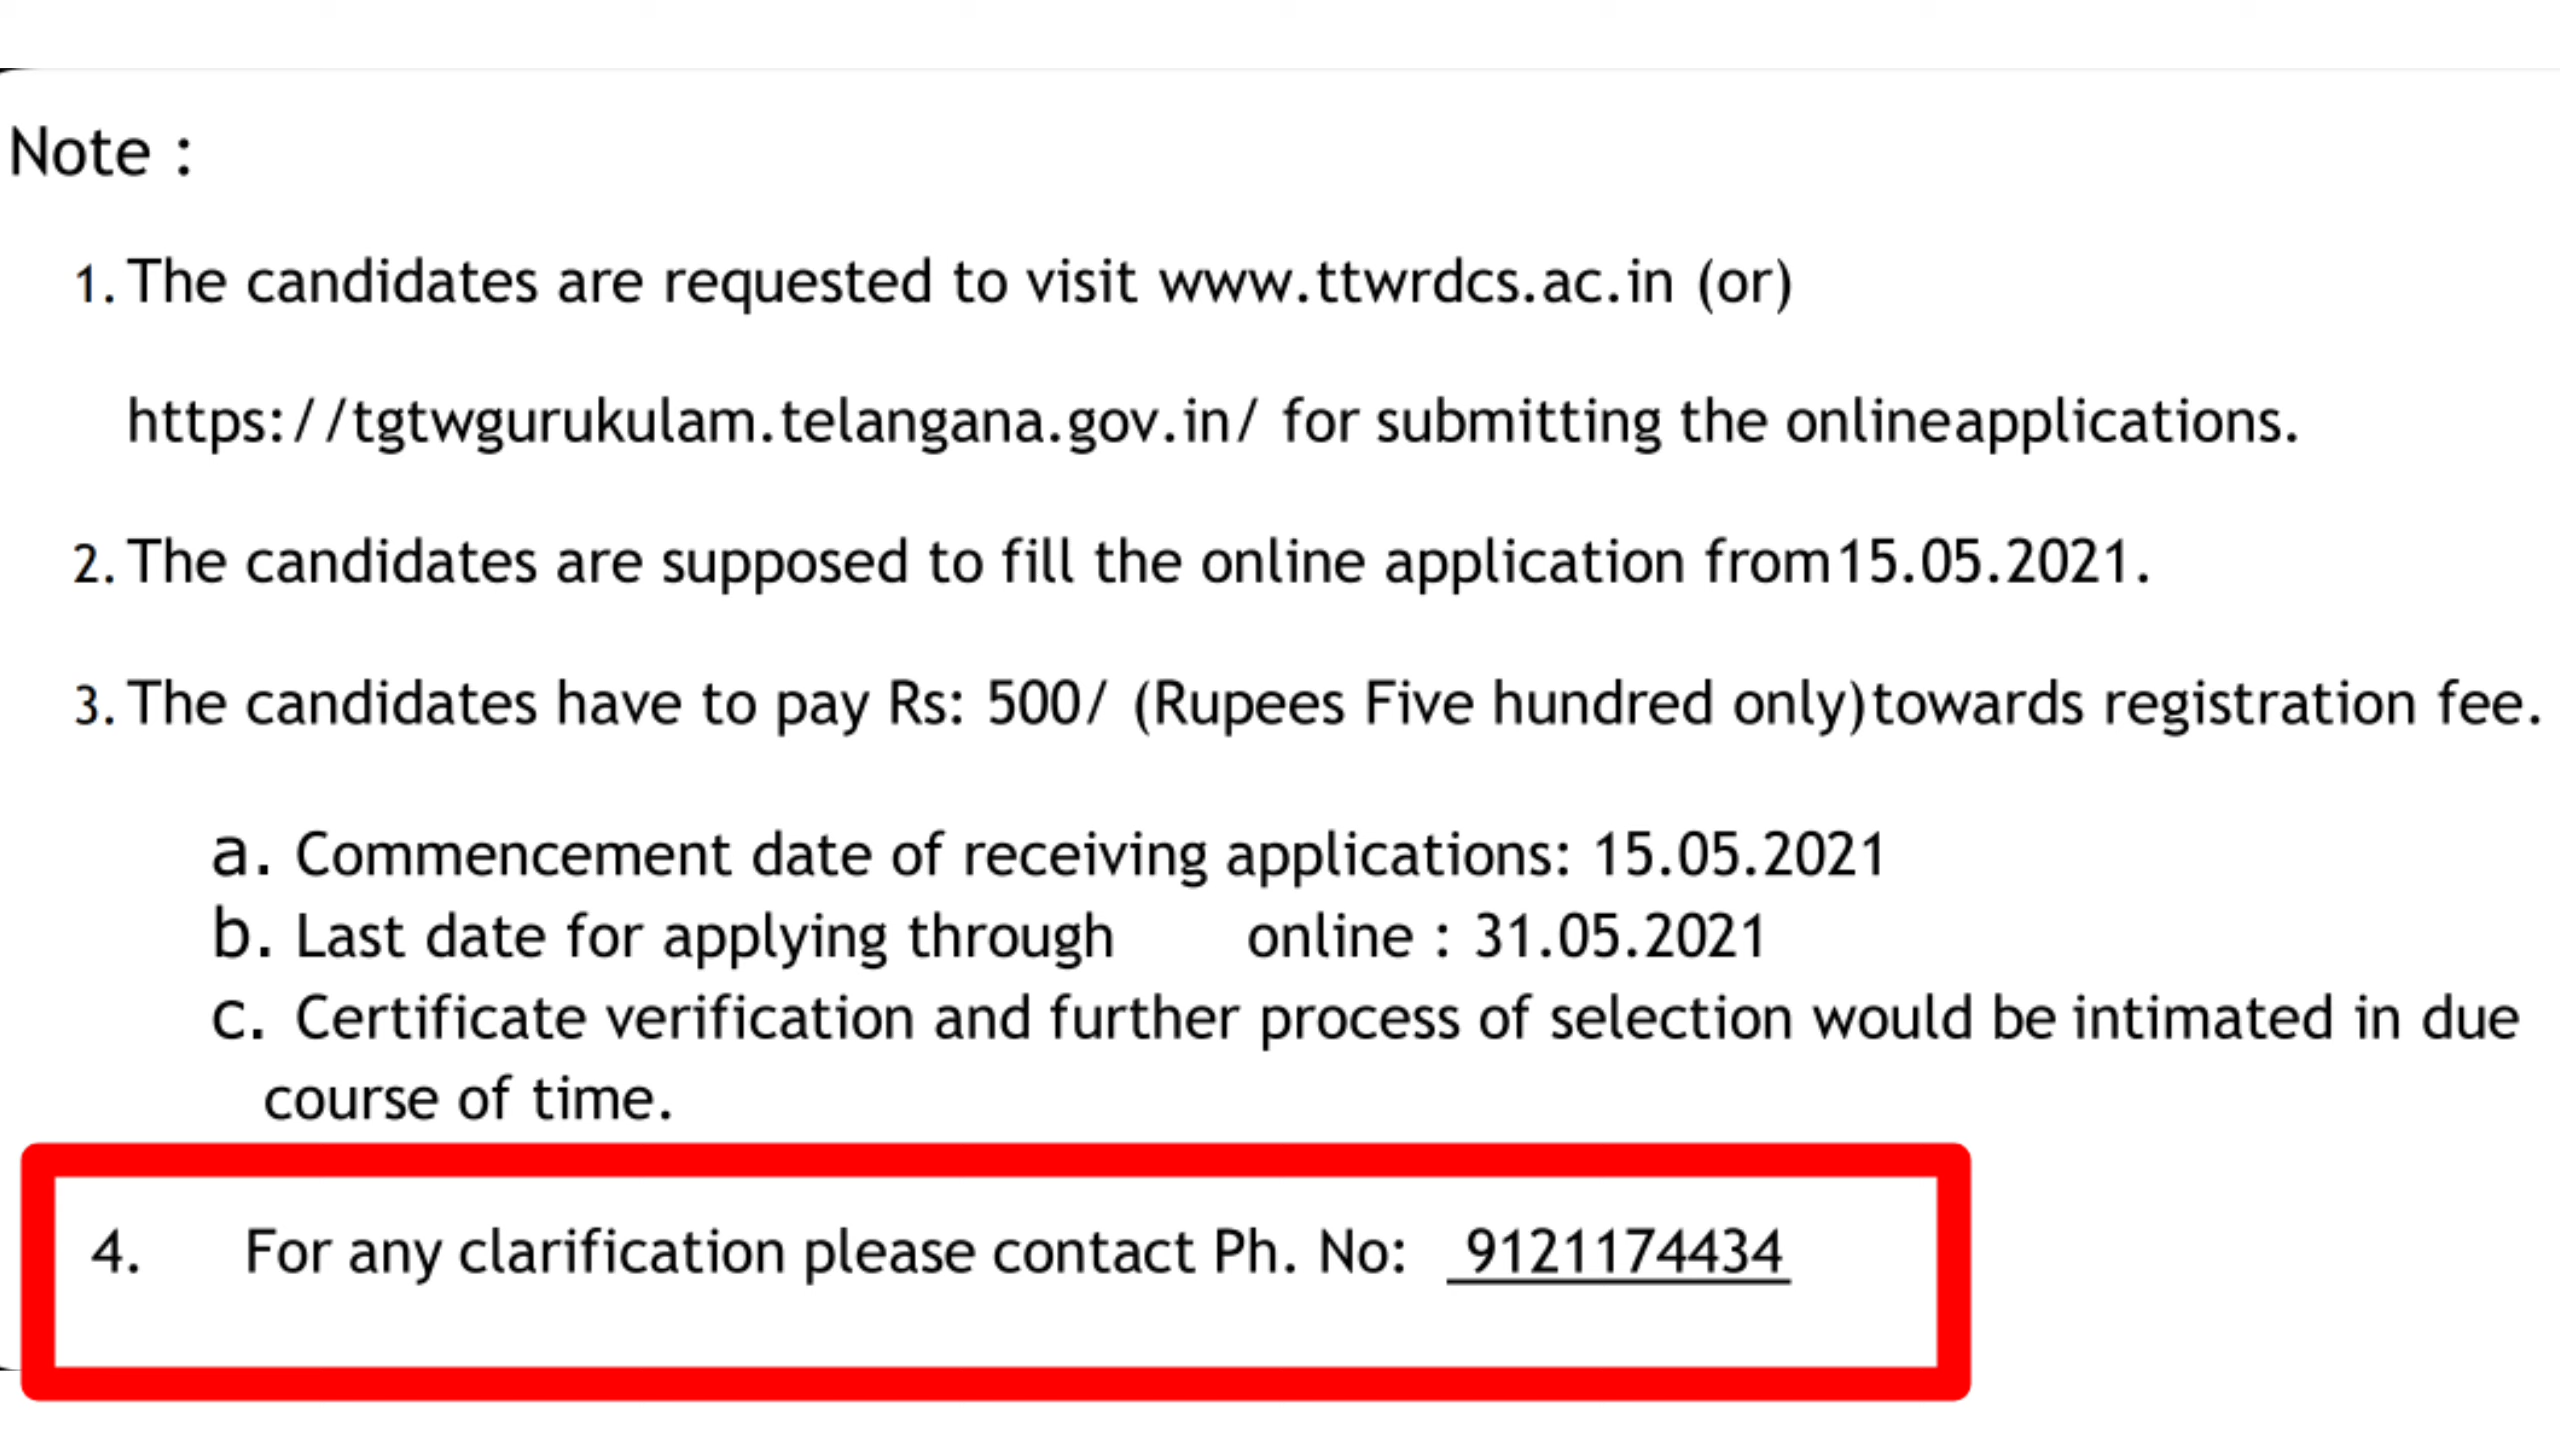 Note :
1. The candidates are requested to visit www.ttwrdcs.ac.in (or)
https://tgtwgurukulam.telangana.gov.in/ for submitting the onlineapplications.
2. The candidates are supposed to fill the online application from15.05.2021.
3. The candidates have to pay Rs: 500/ (Rupees Five hundred only)towards registration fee.
a. Commencement date of receiving applications: 15.05.2021
b. Last date for applying through online : 31.05.2021
c. Certificate verification and further process of selection would be intimated in due
course of time.
4. For any clarification please contact Ph. No: 9121174434